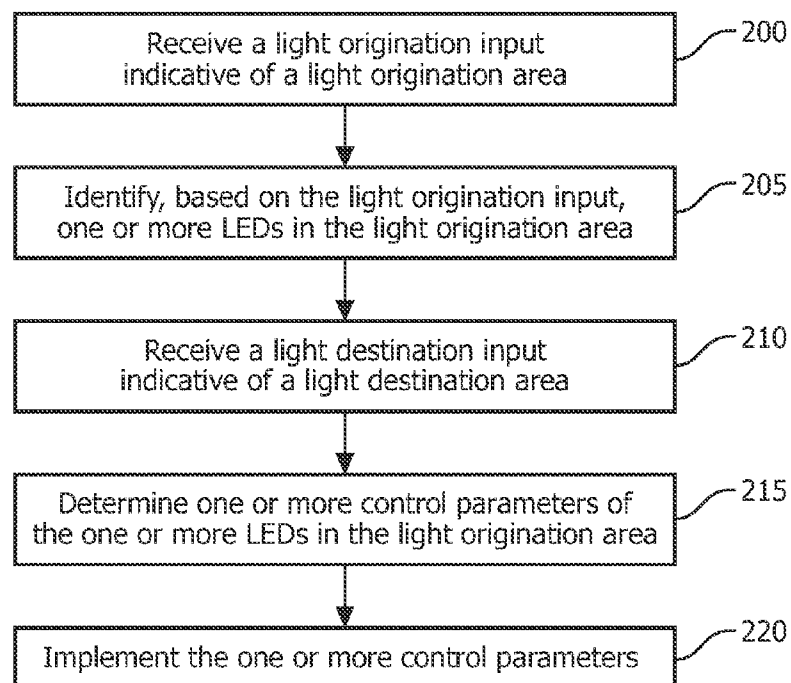 Receive a light origination input
indicative of a light origination area
200
Identify, based on the light origination input,
one or more LEDs in the light origination area
205
Receive a light destination input
indicative of a light destination area
210
Determine one or more control parameters of
the one or more LEDs in the light origination area
215
Implement the one or more control parameters
220